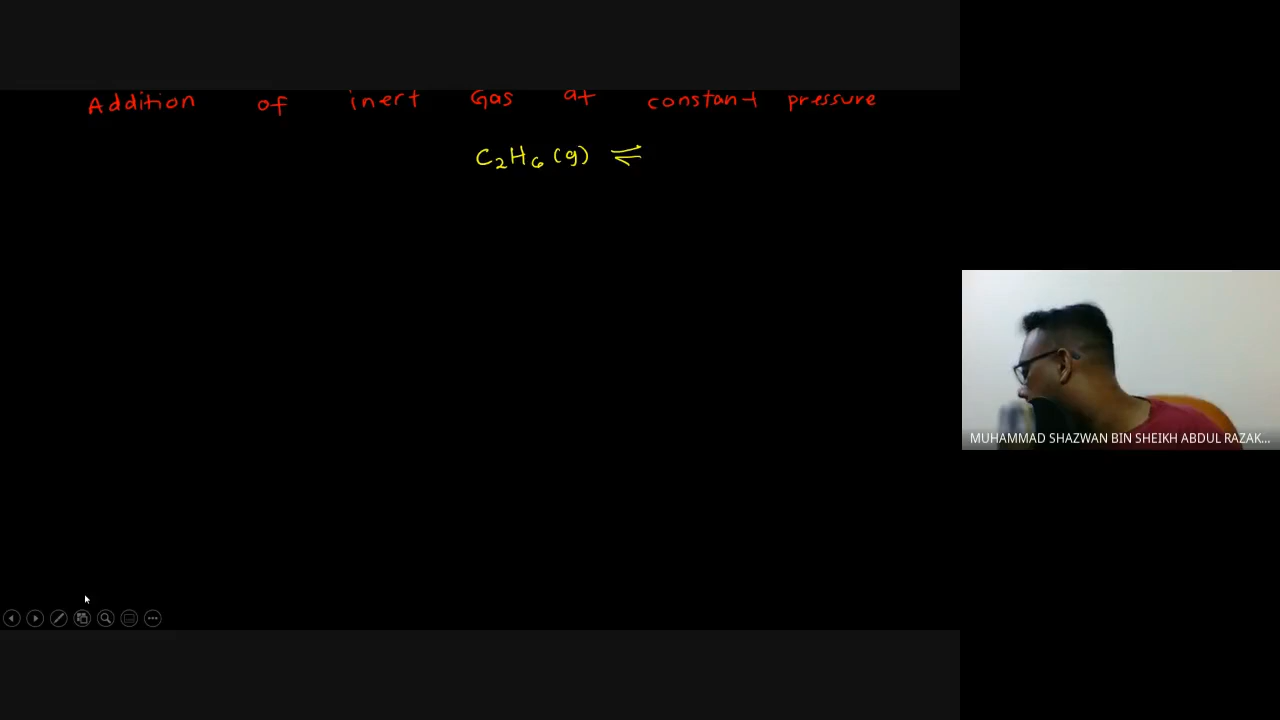 Addition of inert Gas at constant pressure
C₂H₆(g) ⇌
MUHAMMAD SHAZWAN BIN SHEIKH ABDUL RAZAK...